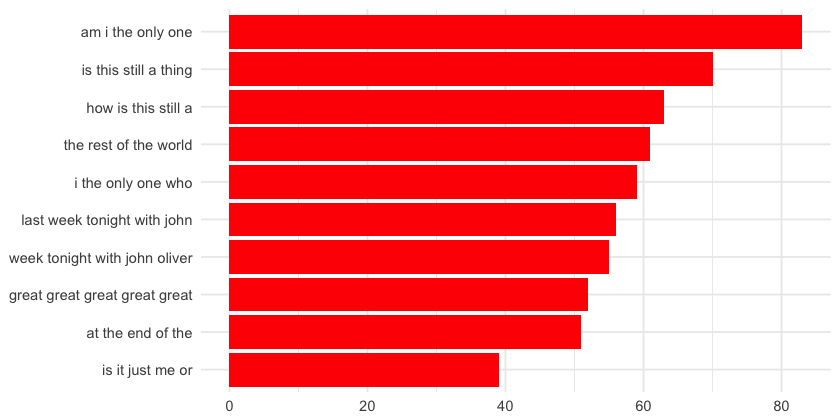 am i the only one
is this still a thing
how is this still a
the rest of the world
i the only one who
last week tonight with john
week tonight with john oliver
great great great great great
at the end of the
is it just me or
0 20 40 60 80